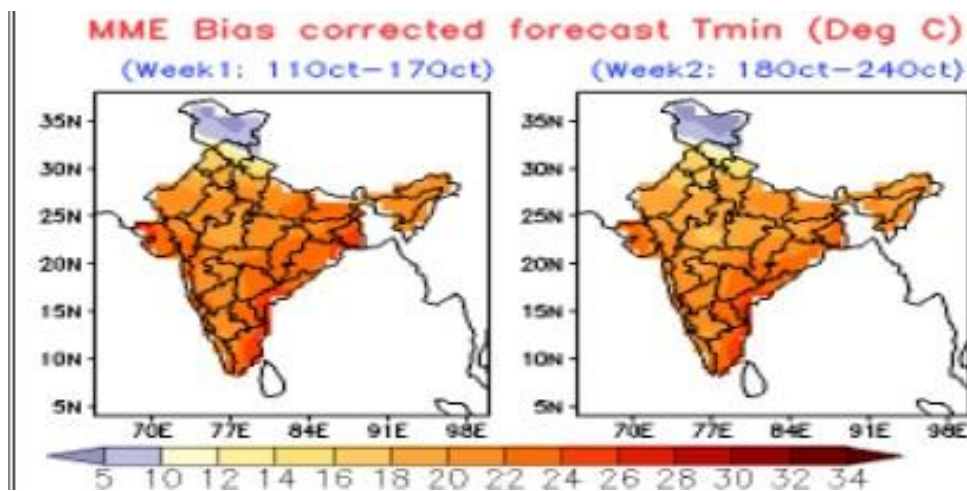 MME Bias corrected forecast Tmin (Deg C)
(Week1: 11Oct-17Oct) (Week2: 18Oct-24Oct)
35N 35N
30N 30N
25N 25N
20N 20N
15N 15N
10N 10N
5N 5N
70E 77E 84E 91E 98E 70E 77E 84E 91E 98E
5 10 12 14 16 18 20 22 24 26 28 30 32 34